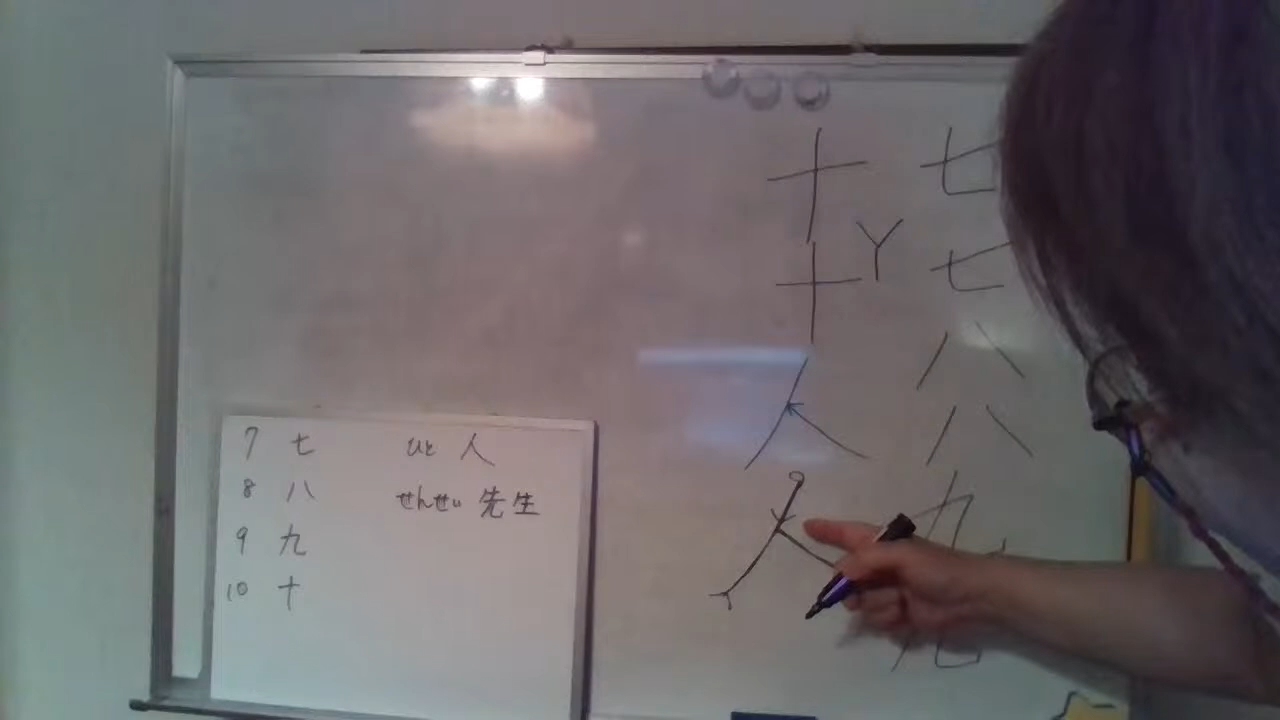 7 七
8 八
9 九
10 十
ひと 人
せんせい 先生
七
七
八
八
九
九
十
Y
十
人
人